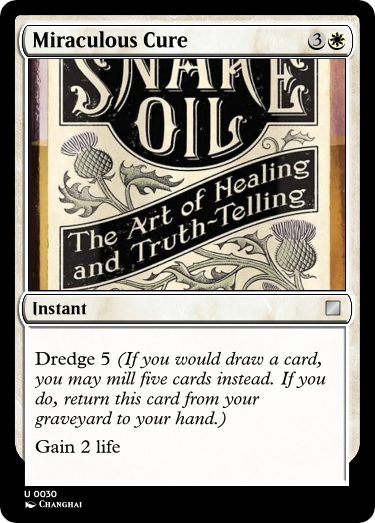 Miraculous Cure 3
SNAKE
OIL
The Art of Healing
and Truth-Telling
Instant
Dredge 5 (If you would draw a card,
you may mill five cards instead. If you
do, return this card from your
graveyard to your hand.)
Gain 2 life
U 0030
CHANGHAI